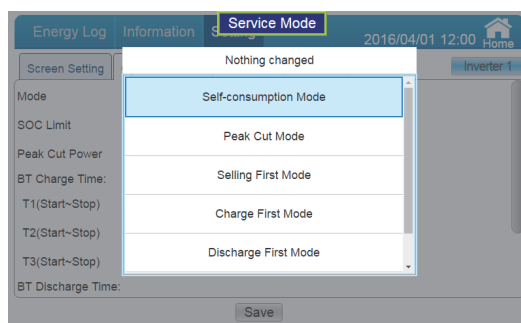 Service Mode
Energy Log Information
2016/04/01 12:00 Home
Screen Setting
Inverter 1
Nothing changed
Mode
Self-consumption Mode
SOC Limit
Peak Cut Mode
Peak Cut Power
BT Charge Time:
Selling First Mode
T1(Start~Stop)
Charge First Mode
T2(Start~Stop)
Discharge First Mode
T3(Start~Stop)
BT Discharge Time:
Save